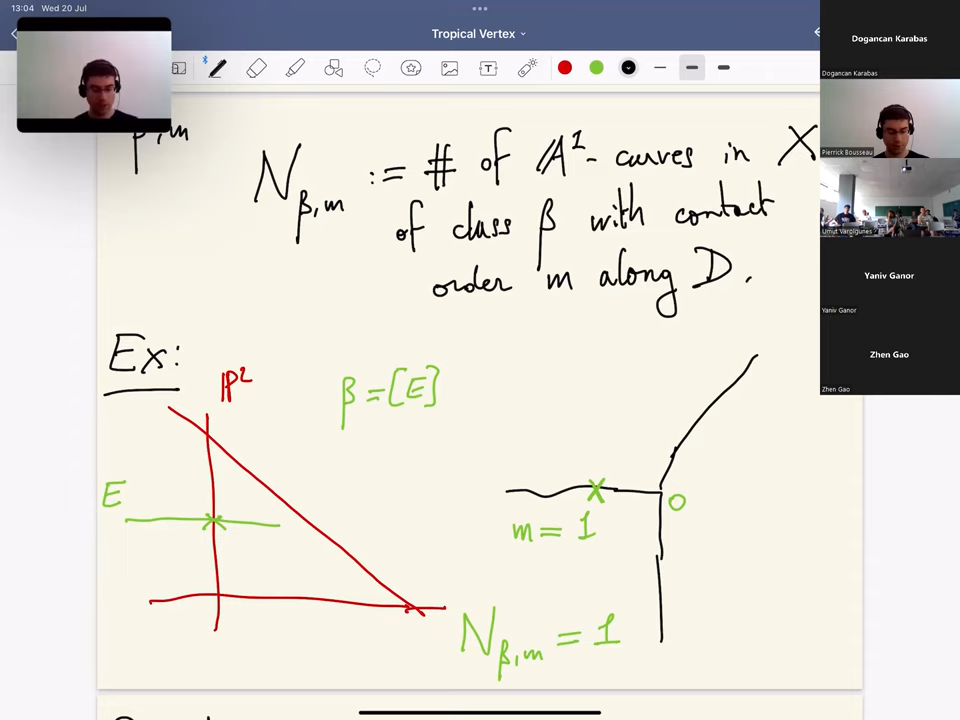 13:04 Wed 20 Jul
Tropical Vertex
β, m
N_{β,m} := # of A¹- curves in X
of class β with contact
order m along D.
Ex:
P²
β = [E]
E
0
m = 1
N_{β,m} = 1
Dogancan Karabas
Dogancan Karabas
Pierrick Bousseau
Umut Varolgunes
Yaniv Ganor
Yaniv Ganor
Zhen Gao
Zhen Gao